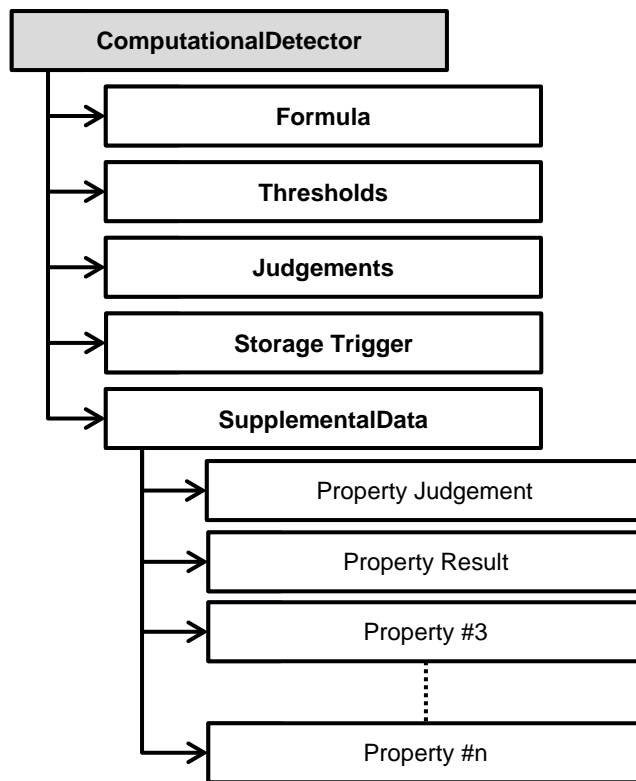 ComputationalDetector
Formula
Thresholds
Judgements
Storage Trigger
SupplementalData
Property Judgement
Property Result
Property #3
Property #n